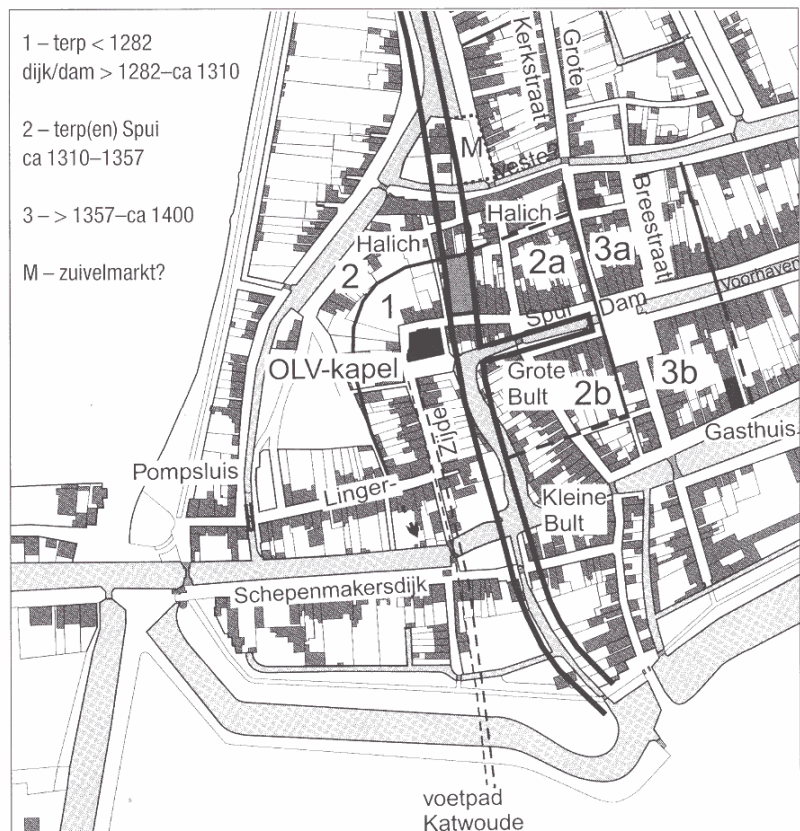 1 – terp < 1282
dijk/dam > 1282–ca 1310
2 – terp(en) Spui
ca 1310–1357
3 – > 1357–ca 1400
M – zuivelmarkt?
Kerkstraat
Grote
M
Weste
Halich
Halich
Breestraat
2
1
2a
3a
Voorhaven
Spui
Dam
OLV-kapel
Grote
Bult
2b
3b
Zijpe
Gasthuis
Pompsluis
Linger-
Kleine
Bult
Schepenmakersdijk
voetpad
Katwoude